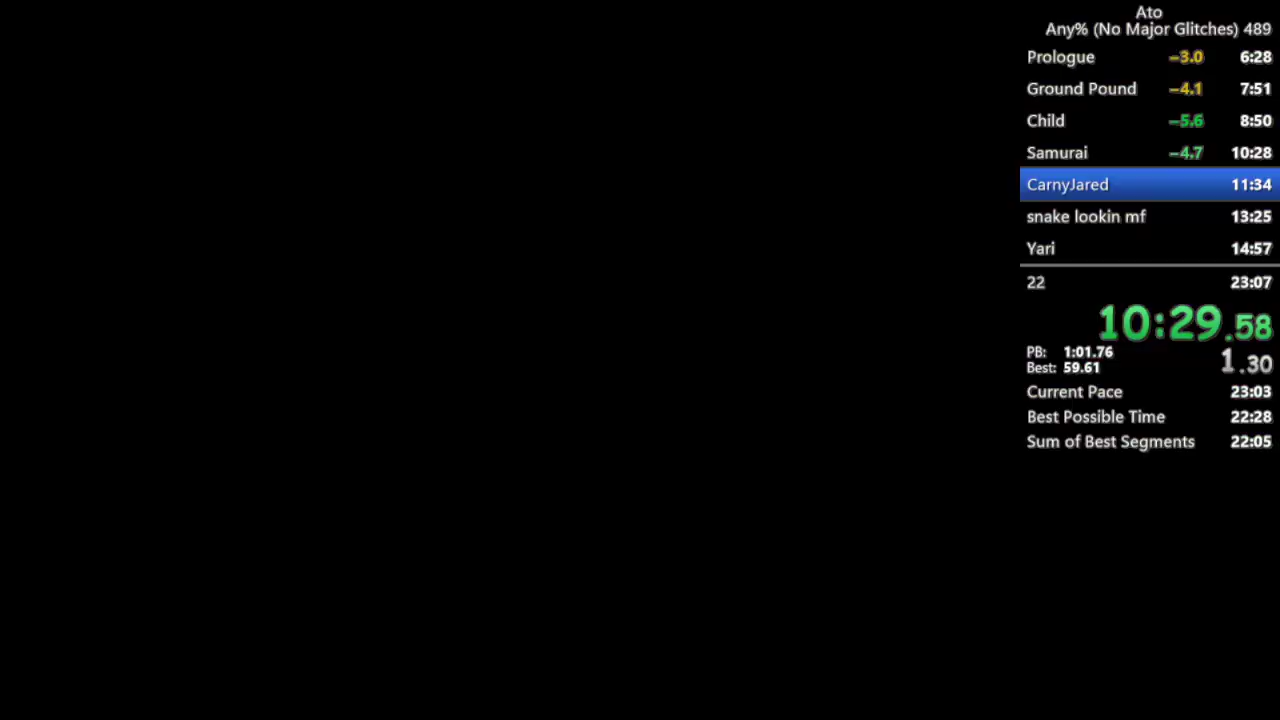 Ato
Any% (No Major Glitches) 489
Prologue −3.0 6:28
Ground Pound −4.1 7:51
Child −5.6 8:50
Samurai −4.7 10:28
CarnyJared 11:34
snake lookin mf 13:25
Yari 14:57
22 23:07
10:29.58
PB: 1:01.76 1.30
Best: 59.61
Current Pace 23:03
Best Possible Time 22:28
Sum of Best Segments 22:05